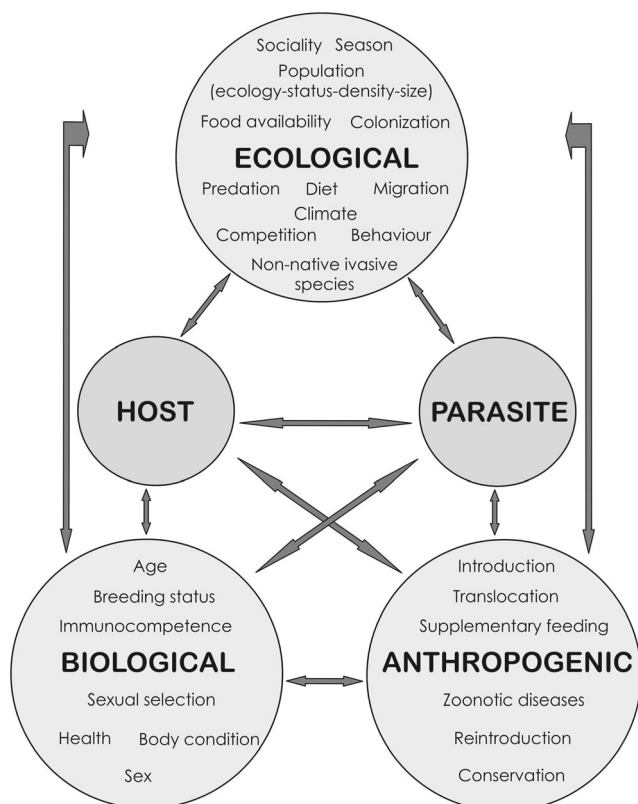 Sociality Season
Population
(ecology-status-density-size)
Food availability Colonization
ECOLOGICAL
Predation Diet Migration
Climate
Competition Behaviour
Non-native ivasive
species
HOST
PARASITE
Age
Breeding status
Immunocompetence
BIOLOGICAL
Sexual selection
Health Body condition
Sex
Introduction
Translocation
Supplementary feeding
ANTHROPOGENIC
Zoonotic diseases
Reintroduction
Conservation